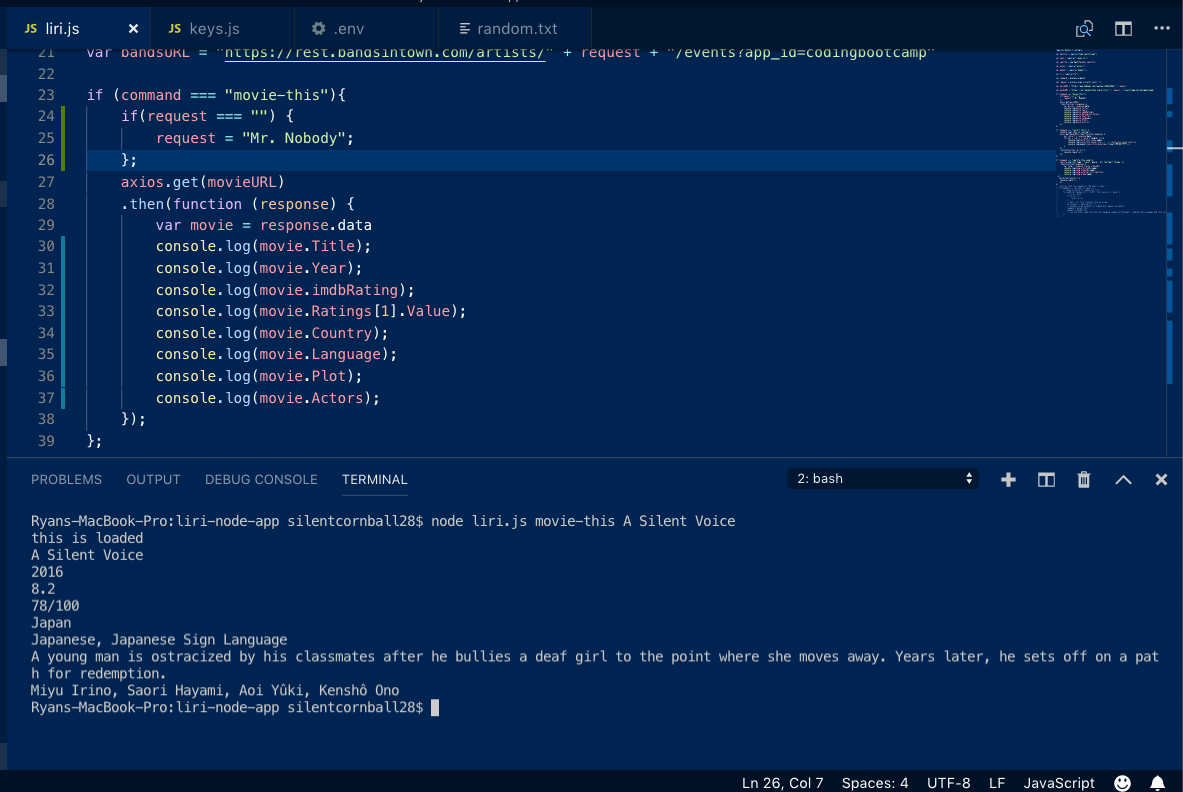 JS liri.js × JS keys.js .env random.txt
21 var bandsURL = "https://rest.bandsintown.com/artists/" + request + "/events?app_id=codingbootcamp"
22
23 if (command === "movie-this"){
24 if(request === "") {
25 request = "Mr. Nobody";
26 };
27 axios.get(movieURL)
28 .then(function (response) {
29 var movie = response.data
30 console.log(movie.Title);
31 console.log(movie.Year);
32 console.log(movie.imdbRating);
33 console.log(movie.Ratings[1].Value);
34 console.log(movie.Country);
35 console.log(movie.Language);
36 console.log(movie.Plot);
37 console.log(movie.Actors);
38 });
39 };
PROBLEMS OUTPUT DEBUG CONSOLE TERMINAL 2: bash
Ryans-MacBook-Pro:liri-node-app silentcornball28$ node liri.js movie-this A Silent Voice
this is loaded
A Silent Voice
2016
8.2
78/100
Japan
Japanese, Japanese Sign Language
A young man is ostracized by his classmates after he bullies a deaf girl to the point where she moves away. Years later, he sets off on a pat
h for redemption.
Miyu Irino, Saori Hayami, Aoi Yûki, Kenshô Ono
Ryans-MacBook-Pro:liri-node-app silentcornball28$
Ln 26, Col 7 Spaces: 4 UTF-8 LF JavaScript